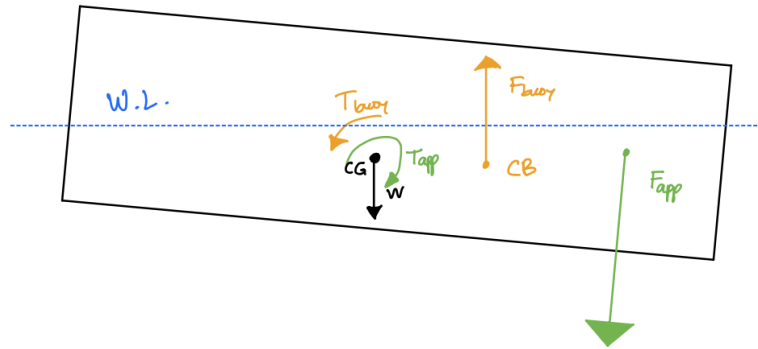 W.L.
T_buoy
F_buoy
CG
T_app
W
CB
F_app